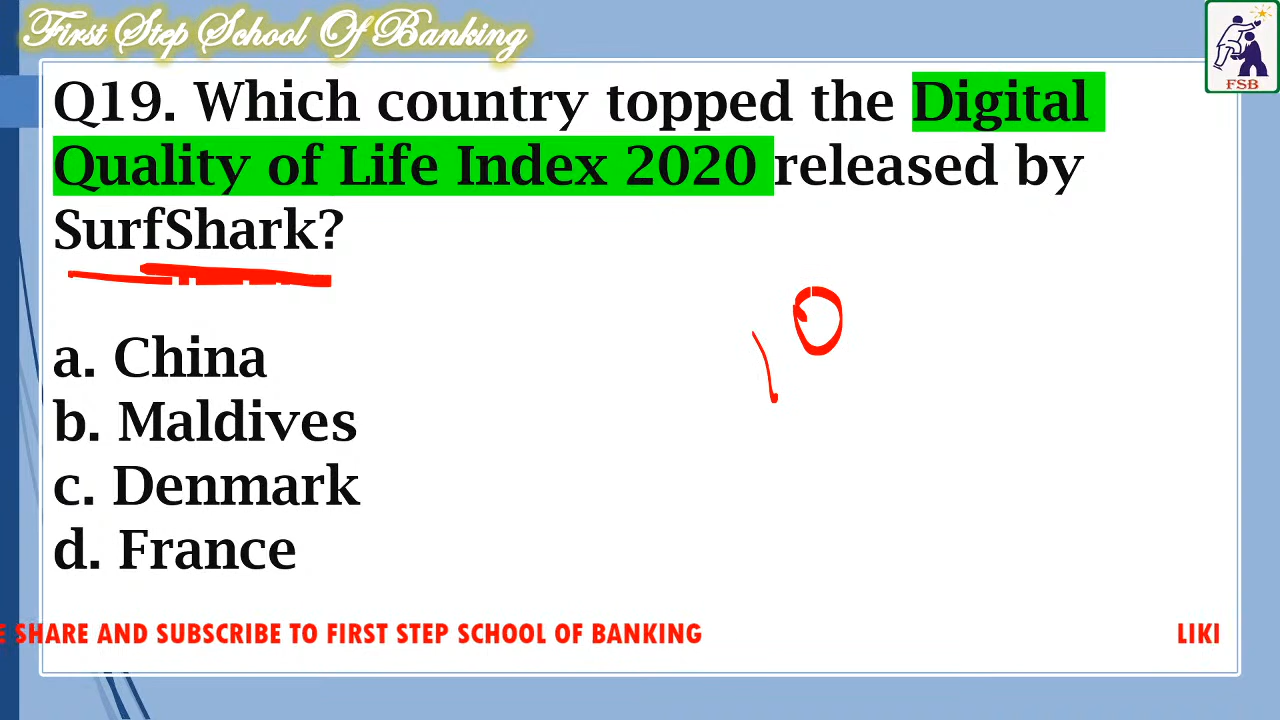 First Step School Of Banking
FSB
Q19. Which country topped the Digital
Quality of Life Index 2020 released by
SurfShark?
10
a. China
b. Maldives
c. Denmark
d. France
SHARE AND SUBSCRIBE TO FIRST STEP SCHOOL OF BANKING LIKI